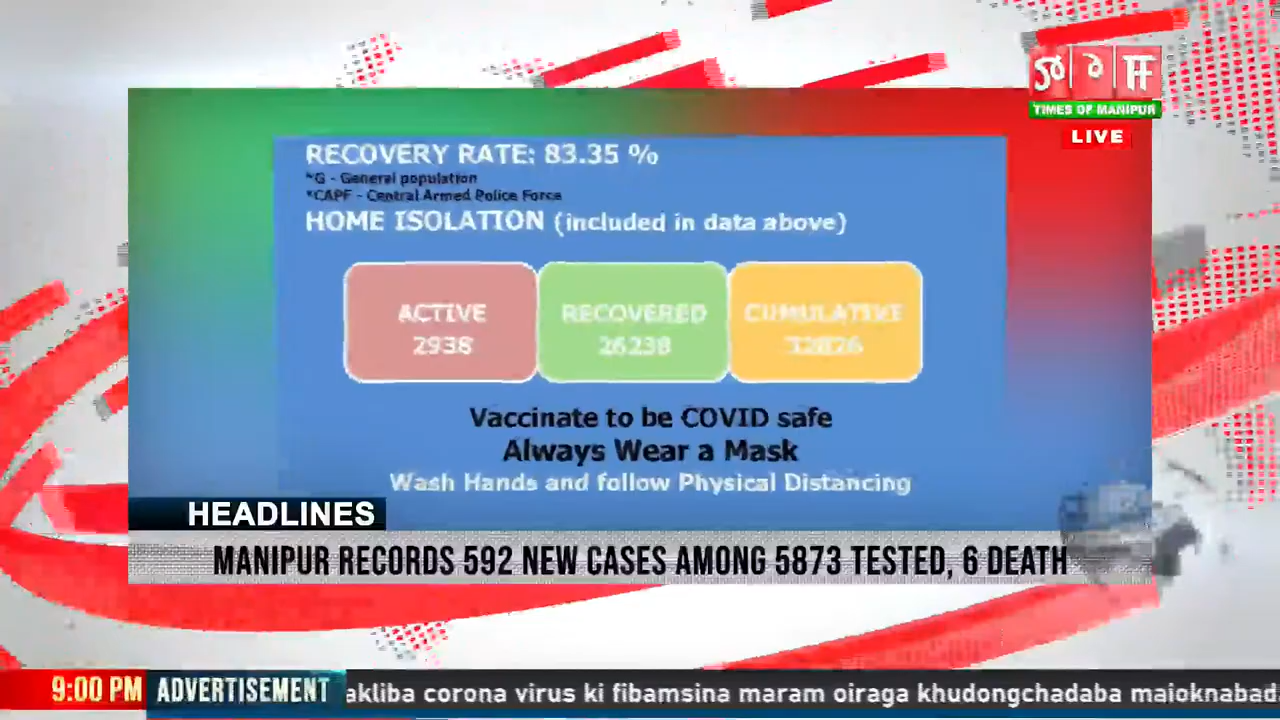 TIMES OF MANIPUR
LIVE
RECOVERY RATE: 83.35 %
*G - General population
*CAPF - Central Armed Police Force
HOME ISOLATION (included in data above)
ACTIVE
2938
RECOVERED
26238
CUMULATIVE
32826
Vaccinate to be COVID safe
Always Wear a Mask
Wash Hands and follow Physical Distancing
HEADLINES
MANIPUR RECORDS 592 NEW CASES AMONG 5873 TESTED, 6 DEATH
9:00 PM ADVERTISEMENT akliba corona virus ki fibamsina maram oiraga khudongchadaba maioknabad